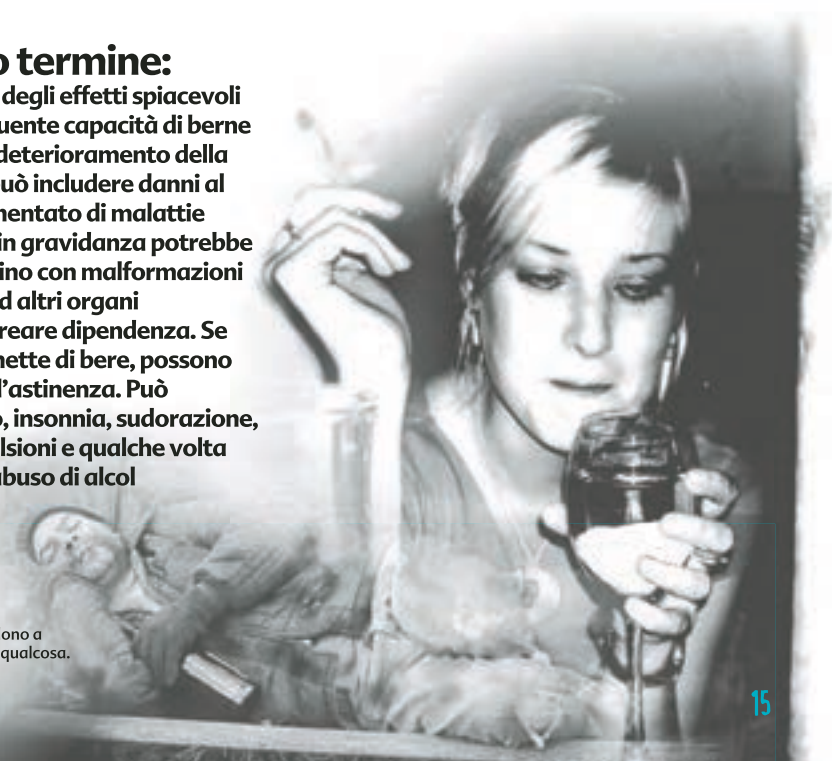 o termine:
degli effetti spiacevoli
uente capacità di berne
deterioramento della
uò includere danni al
mentato di malattie
in gravidanza potrebbe
ino con malformazioni
d altri organi
reare dipendenza. Se
mette di bere, possono
l’astinenza. Può
o, insonnia, sudorazione,
lsioni e qualche volta
abuso di alcol
ono a
qualcosa.
15